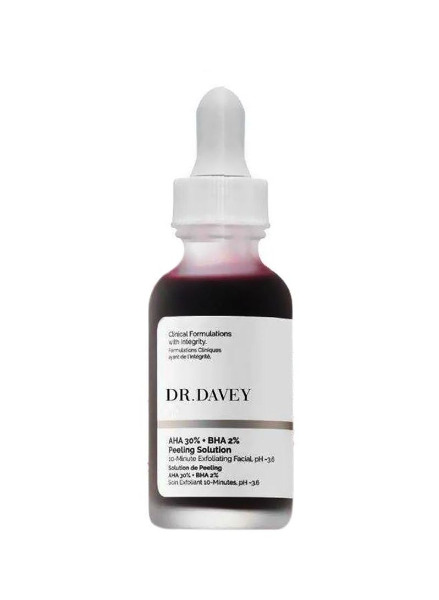 Clinical Formulations
with Integrity.
Formulations Cliniques
ayant de l'intégrité.
DR.DAVEY
AHA 30% + BHA 2%
Peeling Solution
10-Minute Exfoliating Facial, pH ~3.6
Solution de Peeling
AHA 30% + BHA 2%
Soin Exfoliant 10-Minutes, pH ~3.6